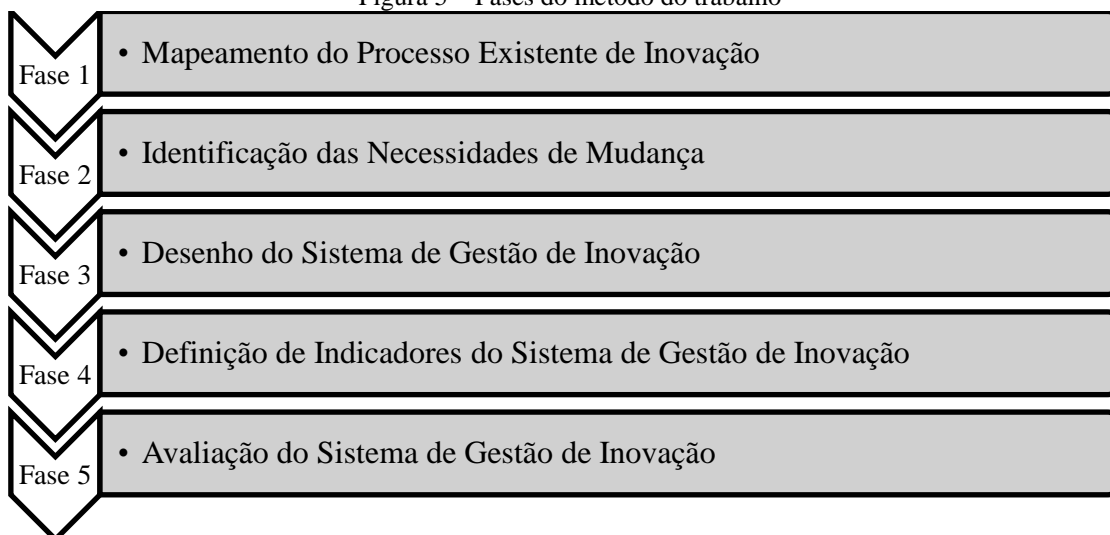 Figura 5 – Fases do método do trabalho
Fase 1
• Mapeamento do Processo Existente de Inovação
Fase 2
• Identificação das Necessidades de Mudança
Fase 3
• Desenho do Sistema de Gestão de Inovação
Fase 4
• Definição de Indicadores do Sistema de Gestão de Inovação
Fase 5
• Avaliação do Sistema de Gestão de Inovação